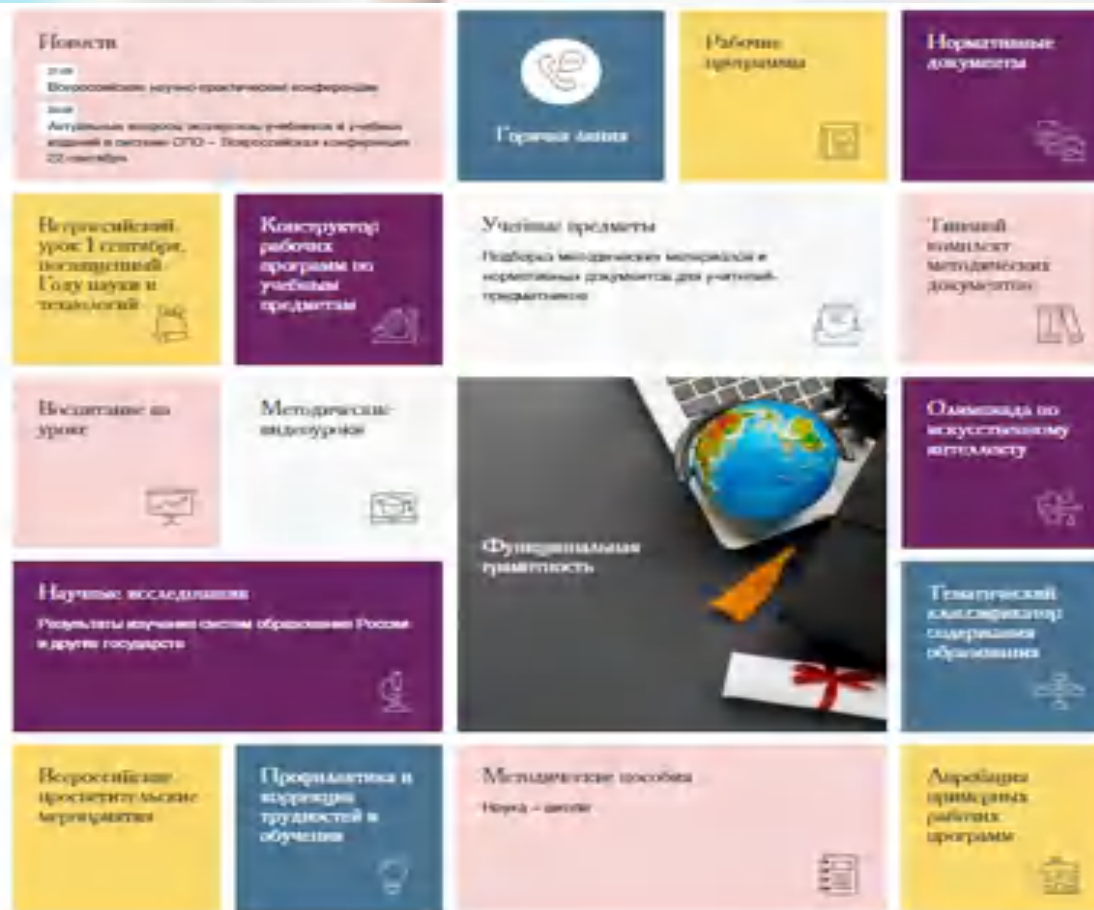 Новости
Всероссийские научно-практические конференции
Актуальные вопросы экспертизы учебников и учебных
изданий в системе СПО – Всероссийская конференция
22 сентября
Горячая линия
Рабочие
программы
Нормативные
документы
Всероссийский
урок 1 сентября,
посвященный
Году науки и
технологий
Конструктор
рабочих
программ по
учебным
предметам
Учебные предметы
Подборка методических материалов и
нормативных документов для учителей-
предметников
Типовой
комплект
методических
документов
Воспитание на
уроке
Методические
видеоуроки
Функциональная
грамотность
Олимпиада по
искусственному
интеллекту
Научные исследования
Результаты изучения систем образования России
и других государств
Тематический
классификатор
содержания
образования
Всероссийские
просветительские
мероприятия
Профилактика и
коррекция
трудностей в
обучении
Методические пособия
Наука – школе
Апробация
примерных
рабочих
программ